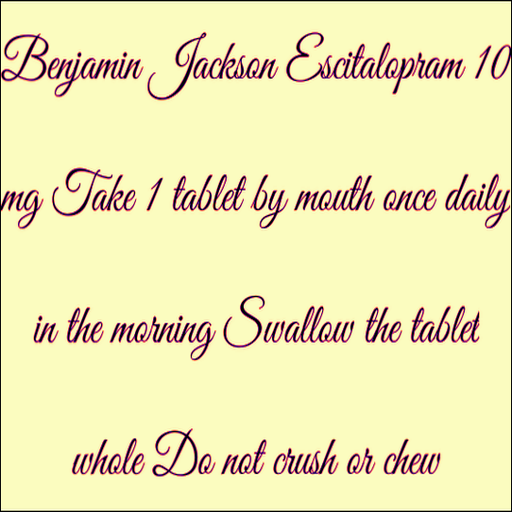 Benjamin Jackson Escitalopram 10
mg Take 1 tablet by mouth once daily
in the morning Swallow the tablet
whole Do not crush or chew